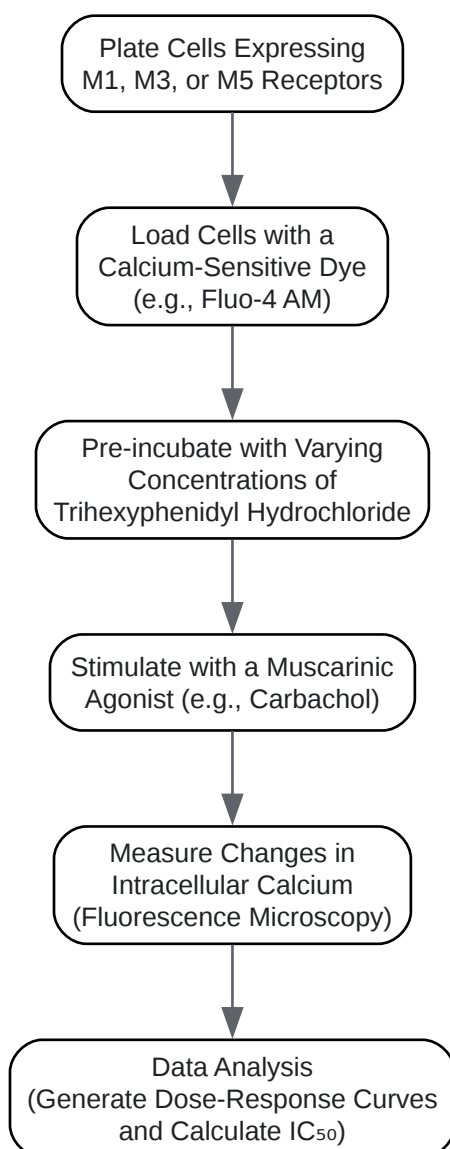 Plate Cells Expressing
M1, M3, or M5 Receptors
Load Cells with a
Calcium-Sensitive Dye
(e.g., Fluo-4 AM)
Pre-incubate with Varying
Concentrations of
Trihexyphenidyl Hydrochloride
Stimulate with a Muscarinic
Agonist (e.g., Carbachol)
Measure Changes in
Intracellular Calcium
(Fluorescence Microscopy)
Data Analysis
(Generate Dose-Response Curves
and Calculate IC₅₀)